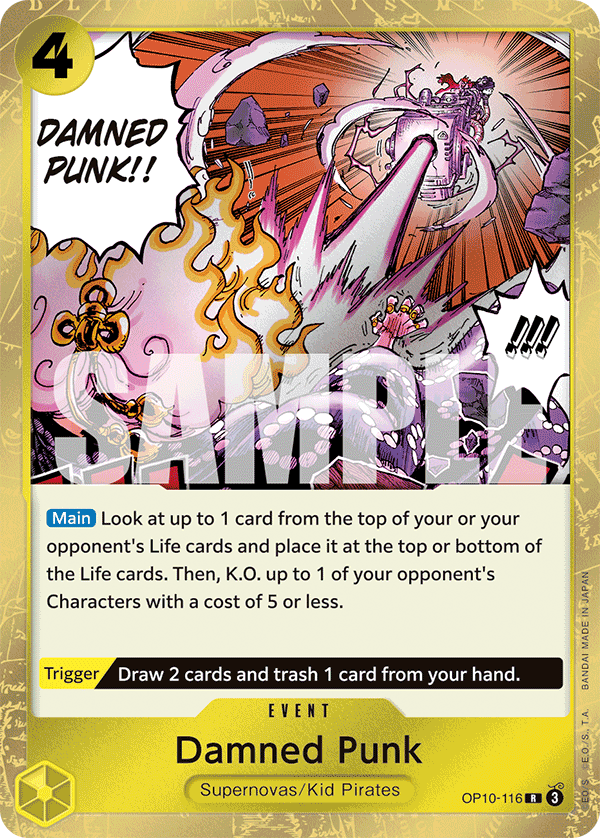 4
DAMNED
PUNK!!
!!!
SAMPLE
Main Look at up to 1 card from the top of your or your
opponent's Life cards and place it at the top or bottom of
the Life cards. Then, K.O. up to 1 of your opponent's
Characters with a cost of 5 or less.
Trigger Draw 2 cards and trash 1 card from your hand.
EVENT
Damned Punk
Supernovas/Kid Pirates
OP10-116 R 3
BANDAI MADE IN JAPAN